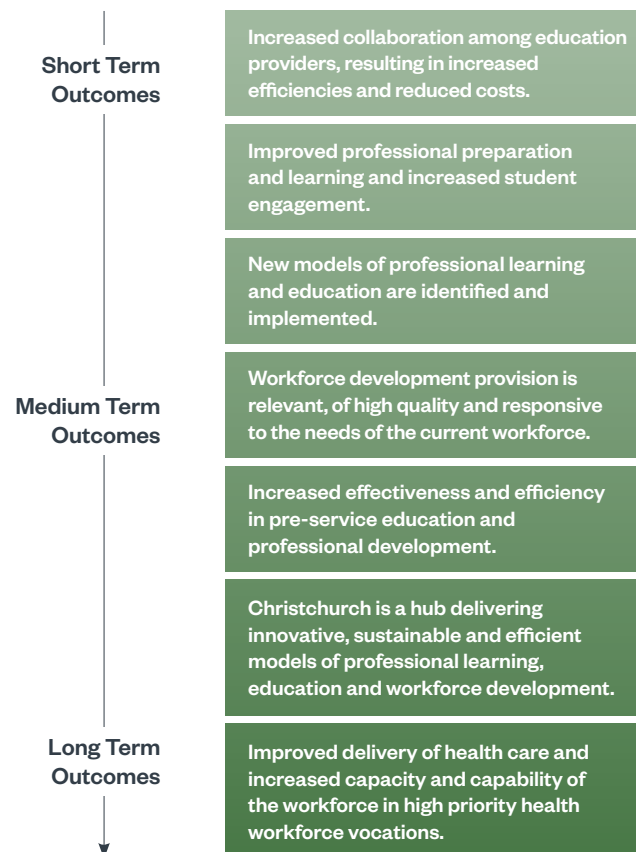 Short Term
Outcomes
Increased collaboration among education
providers, resulting in increased
efficiencies and reduced costs.
Improved professional preparation
and learning and increased student
engagement.
New models of professional learning
and education are identified and
implemented.
Medium Term
Outcomes
Workforce development provision is
relevant, of high quality and responsive
to the needs of the current workforce.
Increased effectiveness and efficiency
in pre-service education and
professional development.
Christchurch is a hub delivering
innovative, sustainable and efficient
models of professional learning,
education and workforce development.
Long Term
Outcomes
Improved delivery of health care and
increased capacity and capability of
the workforce in high priority health
workforce vocations.